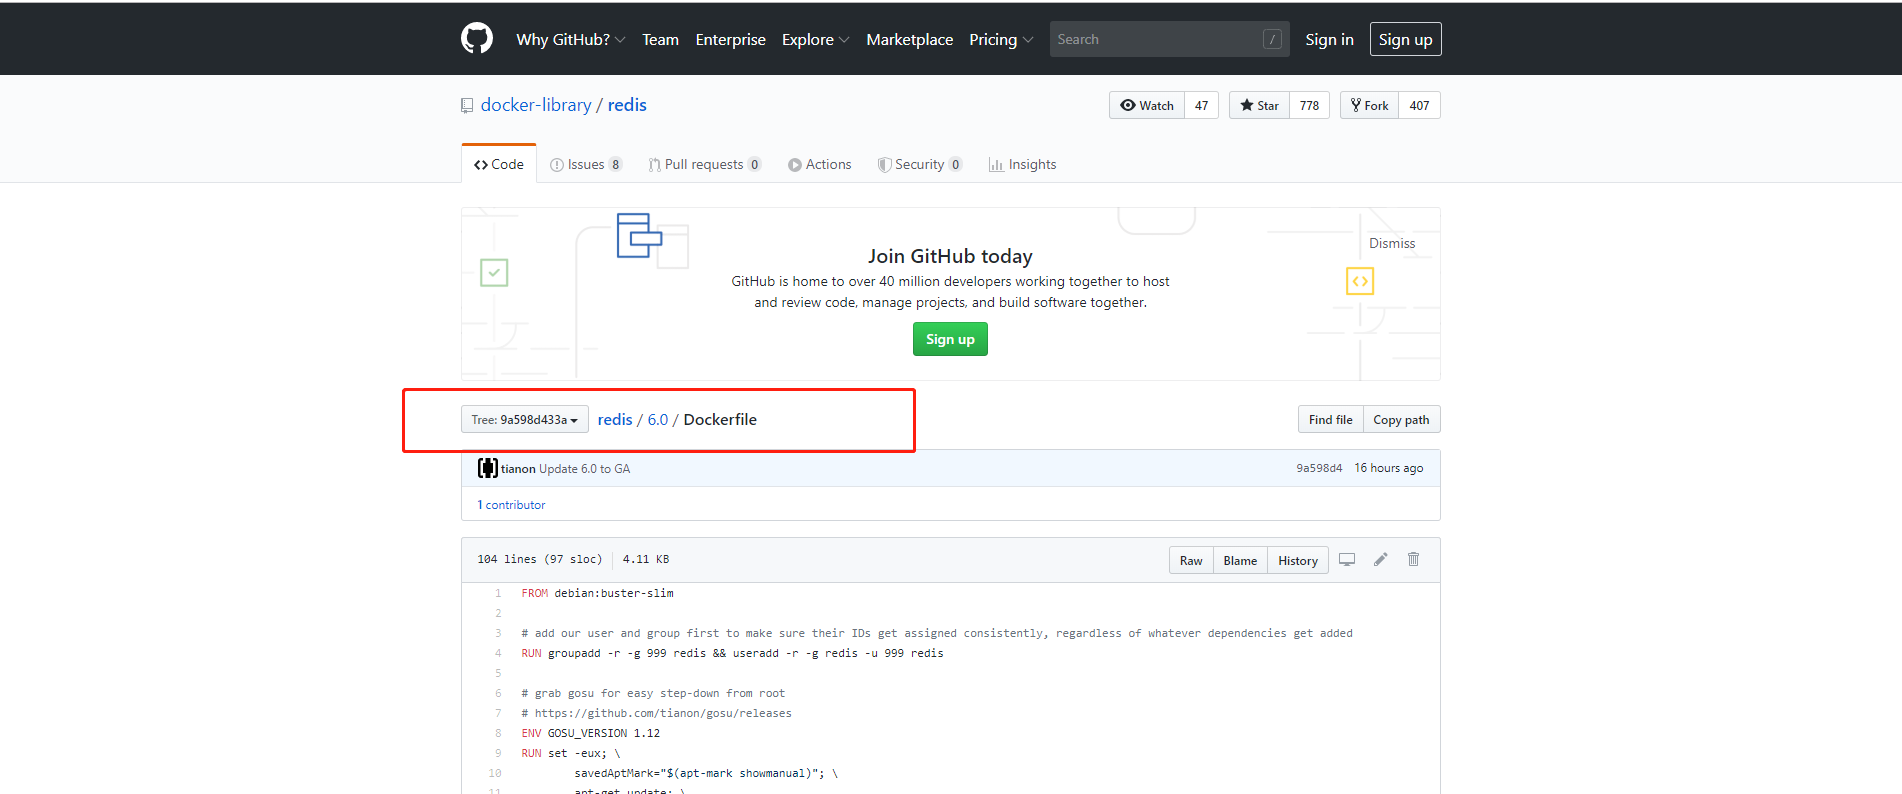 Why GitHub? Team Enterprise Explore Marketplace Pricing Search / Sign in Sign up
docker-library / redis
Watch 47 Star 778 Fork 407
Code Issues 8 Pull requests 0 Actions Security 0 Insights
Dismiss
Join GitHub today
GitHub is home to over 40 million developers working together to host
and review code, manage projects, and build software together.
Sign up
Tree: 9a598d433a redis / 6.0 / Dockerfile Find file Copy path
tianon Update 6.0 to GA 9a598d4 16 hours ago
1 contributor
104 lines (97 sloc) 4.11 KB Raw Blame History
1 FROM debian:buster-slim
2
3 # add our user and group first to make sure their IDs get assigned consistently, regardless of whatever dependencies get added
4 RUN groupadd -r -g 999 redis && useradd -r -g redis -u 999 redis
5
6 # grab gosu for easy step-down from root
7 # https://github.com/tianon/gosu/releases
8 ENV GOSU_VERSION 1.12
9 RUN set -eux; \
10 savedAptMark="$(apt-mark showmanual)"; \
11 apt-get update; \